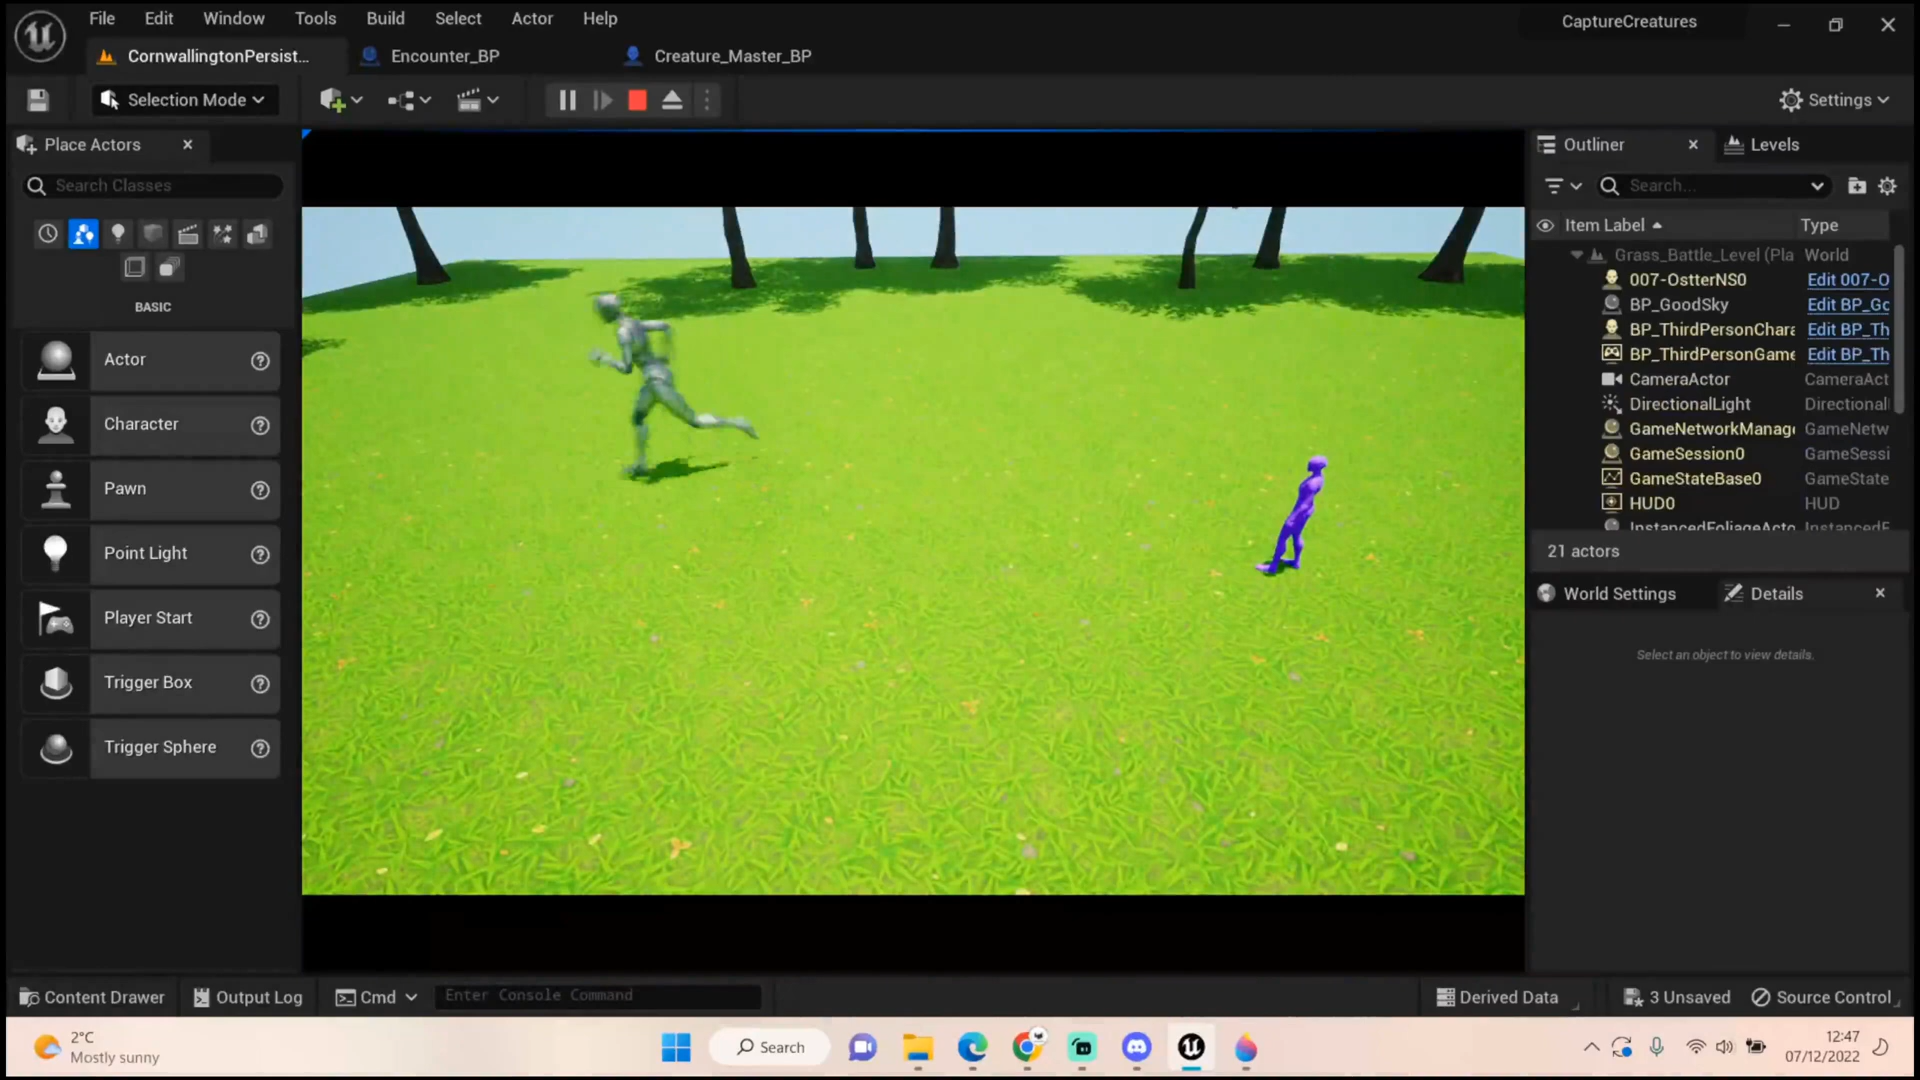 File Edit Window Tools Build Select Actor Help
CaptureCreatures
CornwallingtonPersist... Encounter_BP Creature_Master_BP
Selection Mode
Settings
Place Actors
Outliner
Levels
Search Classes
Search...
Item Label
Type
Grass_Battle_Level (Pla World
007-OstterNS0 Edit 007-O
BP_GoodSky Edit BP_Gc
BP_ThirdPersonChara Edit BP_Th
BP_ThirdPersonGame Edit BP_Th
CameraActor CameraAct
DirectionalLight Directional
GameNetworkManage GameNetw
GameSession0 GameSessi
GameStateBase0 GameState
HUD0 HUD
InstancedFoliageActo InstancedF
21 actors
World Settings
Details
Select an object to view details.
BASIC
Actor
Character
Pawn
Point Light
Player Start
Trigger Box
Trigger Sphere
Content Drawer
Output Log
Cmd
Enter Console Command
Derived Data
3 Unsaved
Source Control
2°C
Mostly sunny
Search
12:47
07/12/2022